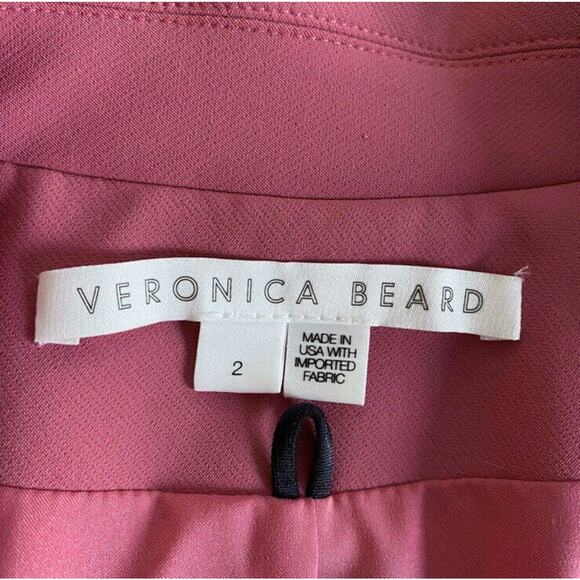 VERONICA BEARD
2
MADE IN
USA WITH
IMPORTED
FABRIC